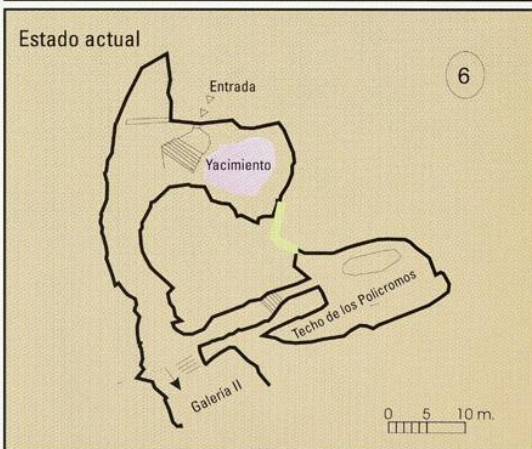 Estado actual
6
Entrada
Yacimiento
Techo de los Policromos
Galería II
0 5 10 m.